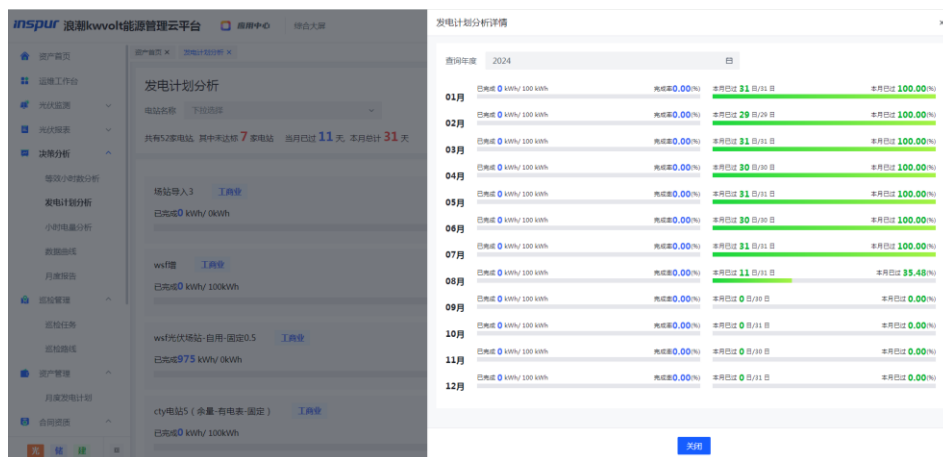 inspur 浪潮kwvolt能源管理云平台 应用中心 综合大屏
资产首页
运维工作台
光伏监测
光伏报表
决策分析
等效小时数分析
发电计划分析
小时电量分析
数据曲线
月度报告
巡检管理
巡检任务
巡检路线
资产管理
月度发电计划
合同资质
光 储 建
资产首页 × 发电计划分析 ×
发电计划分析
电站名称 下拉选择
共有52家电站, 其中未达标 7 家电站 当月已过 11 天, 本月总计 31 天
场站导入3 工商业
已完成0 kWh/ 0kWh
wsf增 工商业
已完成0 kWh/ 100kWh
wsf光伏场站-自用-固定0.5 工商业
已完成975 kWh/ 0kWh
cty电站5（余量-有电表-固定） 工商业
已完成0 kWh/ 100kWh
发电计划分析详情 ×
查询年度 2024
01月 已完成 0 kWh/ 100 kWh 完成率0.00(%) 本月已过 31 日/31 日 本月已过 100.00(%)
02月 已完成 0 kWh/ 100 kWh 完成率0.00(%) 本月已过 29 日/29 日 本月已过 100.00(%)
03月 已完成 0 kWh/ 100 kWh 完成率0.00(%) 本月已过 31 日/31 日 本月已过 100.00(%)
04月 已完成 0 kWh/ 100 kWh 完成率0.00(%) 本月已过 30 日/30 日 本月已过 100.00(%)
05月 已完成 0 kWh/ 100 kWh 完成率0.00(%) 本月已过 31 日/31 日 本月已过 100.00(%)
06月 已完成 0 kWh/ 100 kWh 完成率0.00(%) 本月已过 30 日/30 日 本月已过 100.00(%)
07月 已完成 0 kWh/ 100 kWh 完成率0.00(%) 本月已过 31 日/31 日 本月已过 100.00(%)
08月 已完成 0 kWh/ 100 kWh 完成率0.00(%) 本月已过 11 日/31 日 本月已过 35.48(%)
09月 已完成 0 kWh/ 100 kWh 完成率0.00(%) 本月已过 0 日/30 日 本月已过 0.00(%)
10月 已完成 0 kWh/ 100 kWh 完成率0.00(%) 本月已过 0 日/31 日 本月已过 0.00(%)
11月 已完成 0 kWh/ 100 kWh 完成率0.00(%) 本月已过 0 日/30 日 本月已过 0.00(%)
12月 已完成 0 kWh/ 100 kWh 完成率0.00(%) 本月已过 0 日/31 日 本月已过 0.00(%)
关闭